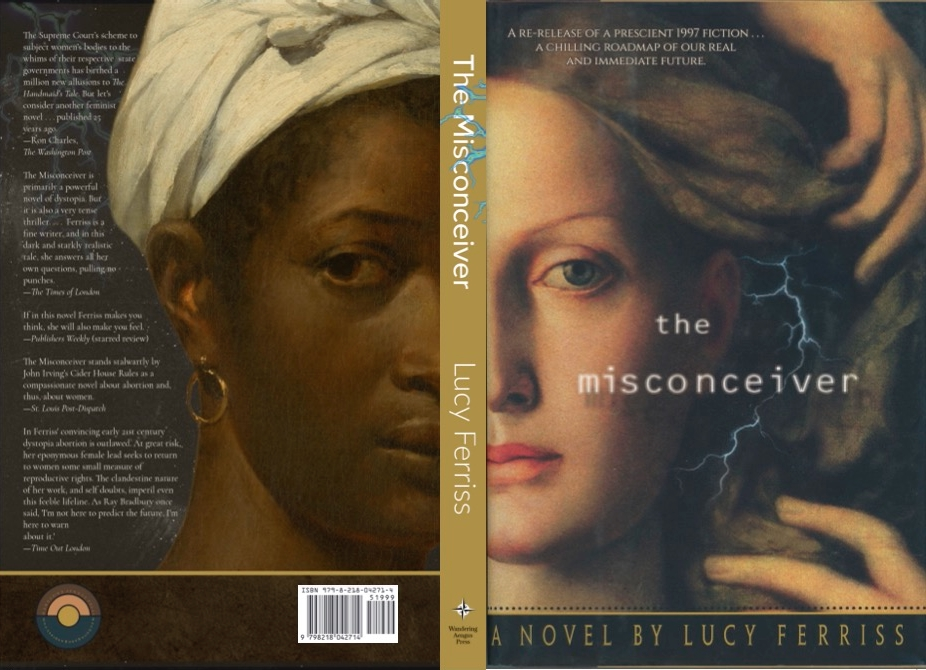 The Supreme Court's scheme to
subject women's bodies to the
whims of their respective state
governments has birthed a
million new allusions to The
Handmaid's Tale. But let's
consider another feminist
novel . . . published 25
years ago.
—Ron Charles,
The Washington Post
The Misconceiver is
primarily a powerful
novel of dystopia. But
it is also a very tense
thriller. . . . Ferriss is a
fine writer, and in this
dark and starkly realistic
tale, she answers all her
own questions, pulling no
punches.
—The Times of London
If in this novel Ferriss makes you
think, she will also make you feel.
—Publishers Weekly (starred review)
The Misconceiver stands stalwartly by
John Irving's Cider House Rules as a
compassionate novel about abortion and,
thus, about women.
—St. Louis Post-Dispatch
In Ferriss' convincing early 21st century
dystopia abortion is outlawed. At great risk,
her eponymous female lead seeks to return
to women some small measure of
reproductive rights. The clandestine nature
of her work, and self doubts, imperil even
this feeble lifeline. As Ray Bradbury once
said, 'I'm not here to predict the future. I'm
here to warn
about it.'
—Time Out London
ISBN 979-8-218-04271-4
51999
9 798218 042714
The Misconceiver
Lucy Ferriss
Wandering
Aengus
Press
A RE-RELEASE OF A PRESCIENT 1997 FICTION . . .
A CHILLING ROADMAP OF OUR REAL
AND IMMEDIATE FUTURE.
the
misconceiver
A NOVEL BY LUCY FERRISS